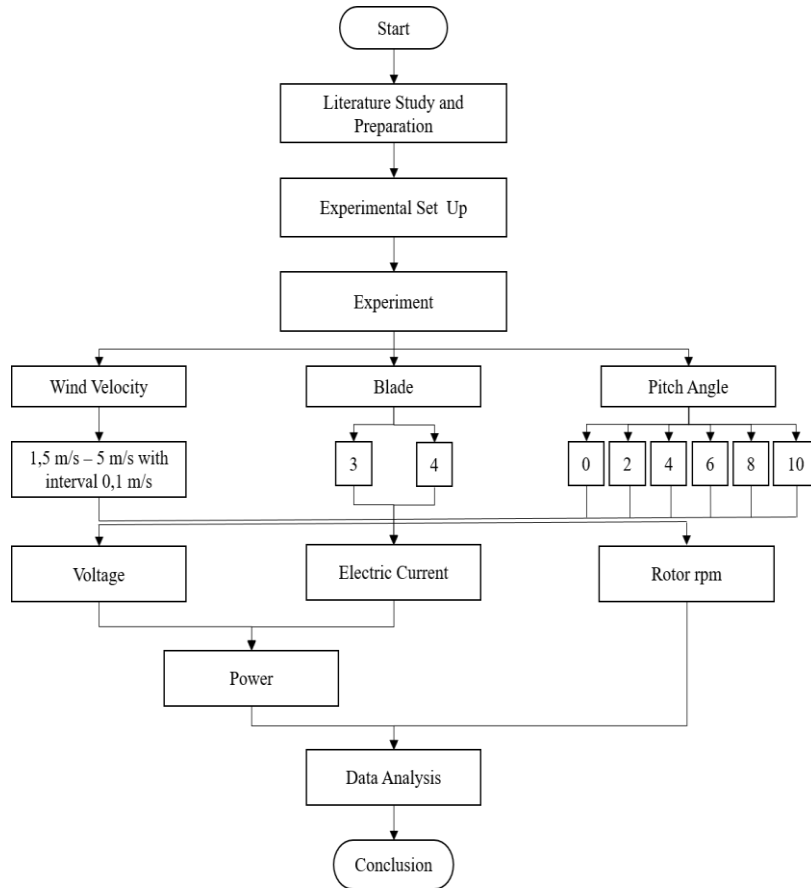 Start
Literature Study and
Preparation
Experimental Set Up
Experiment
Wind Velocity
Blade
Pitch Angle
1,5 m/s – 5 m/s with
interval 0,1 m/s
3
4
0
2
4
6
8
10
Voltage
Electric Current
Rotor rpm
Power
Data Analysis
Conclusion